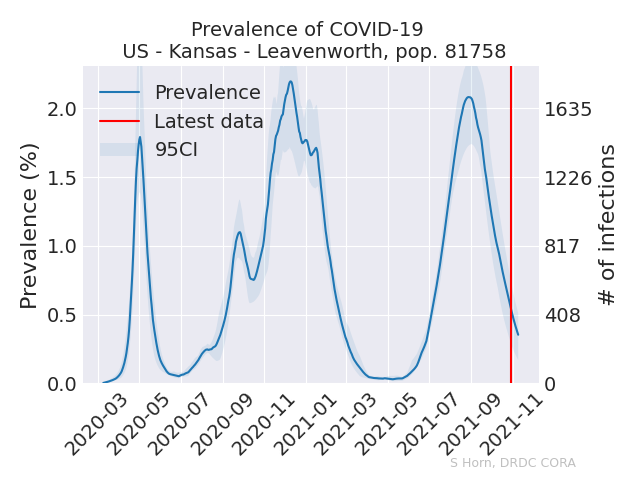 Prevalence of COVID-19
US - Kansas - Leavenworth, pop. 81758
Prevalence
Latest data
95CI
Prevalence (%)
2.0
1.5
1.0
0.5
0.0
1635
1226
817
408
0
# of infections
2020-03
2020-05
2020-07
2020-09
2020-11
2021-01
2021-03
2021-05
2021-07
2021-09
2021-11
S Horn, DRDC CORA